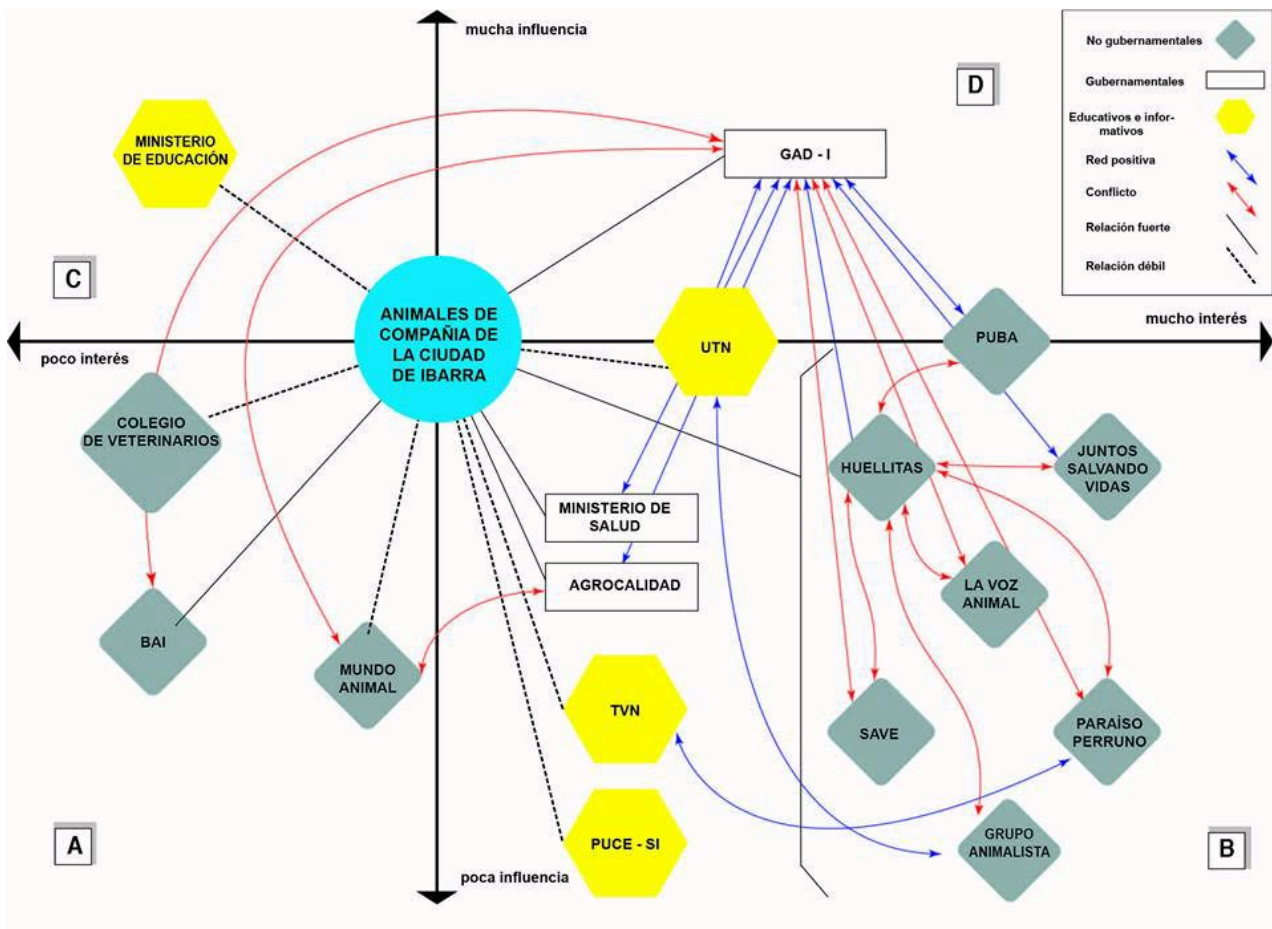 mucha influencia
D
No gubernamentales
Gubernamentales
Educativos e infor-
mativos
Red positiva
Conflicto
Relación fuerte
Relación débil
MINISTERIO
DE EDUCACIÓN
GAD - I
C
ANIMALES DE
COMPAÑIA DE
LA CIUDAD
DE IBARRA
poco interés
mucho interés
UTN
PUBA
COLEGIO
DE VETERINARIOS
HUELLITAS
JUNTOS
SALVANDO
VIDAS
MINISTERIO DE
SALUD
AGROCALIDAD
LA VOZ
ANIMAL
BAI
MUNDO
ANIMAL
TVN
SAVE
PARAÍSO
PERRUNO
A
PUCE - SI
GRUPO
ANIMALISTA
B
poca influencia